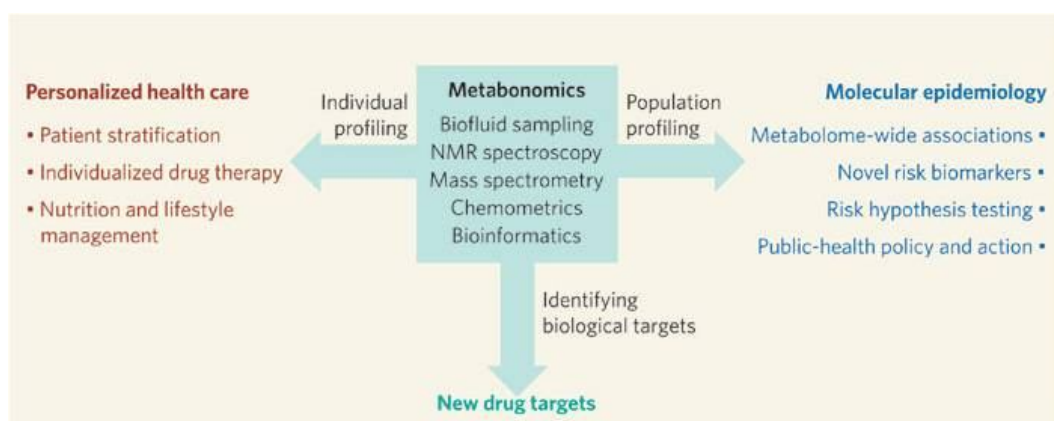 Personalized health care
• Patient stratification
• Individualized drug therapy
• Nutrition and lifestyle
management
Individual
profiling
Metabonomics
Biofluid sampling
NMR spectroscopy
Mass spectrometry
Chemometrics
Bioinformatics
Population
profiling
Molecular epidemiology
Metabolome-wide associations •
Novel risk biomarkers •
Risk hypothesis testing •
Public-health policy and action •
Identifying
biological targets
New drug targets